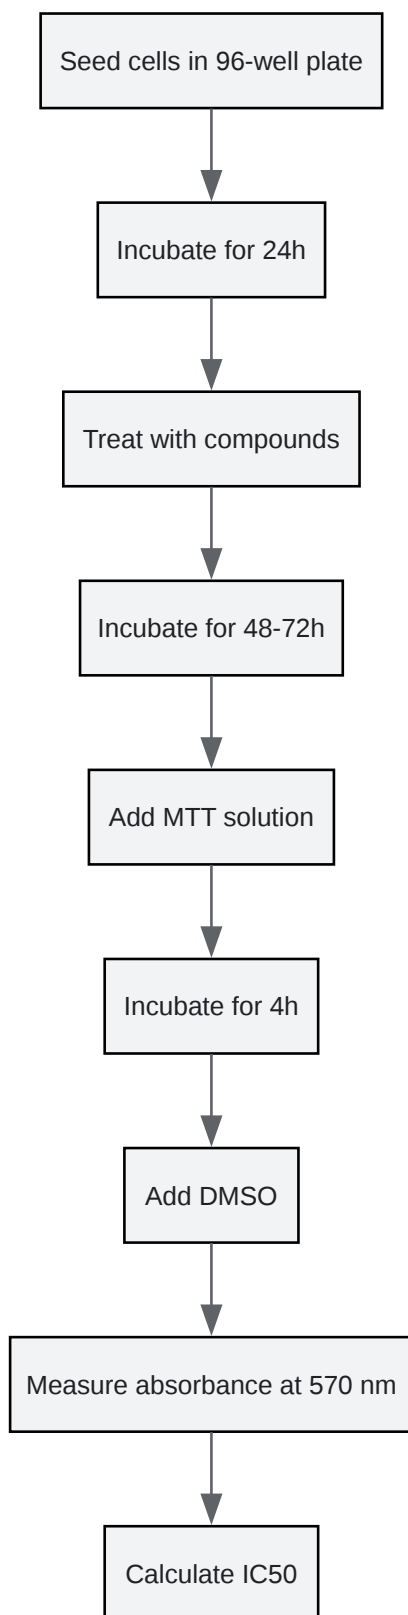 Seed cells in 96-well plate
Incubate for 24h
Treat with compounds
Incubate for 48-72h
Add MTT solution
Incubate for 4h
Add DMSO
Measure absorbance at 570 nm
Calculate IC50